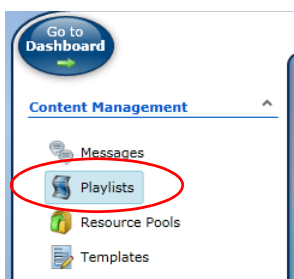 Go to
Dashboard
Content Management
Messages
Playlists
Resource Pools
Templates